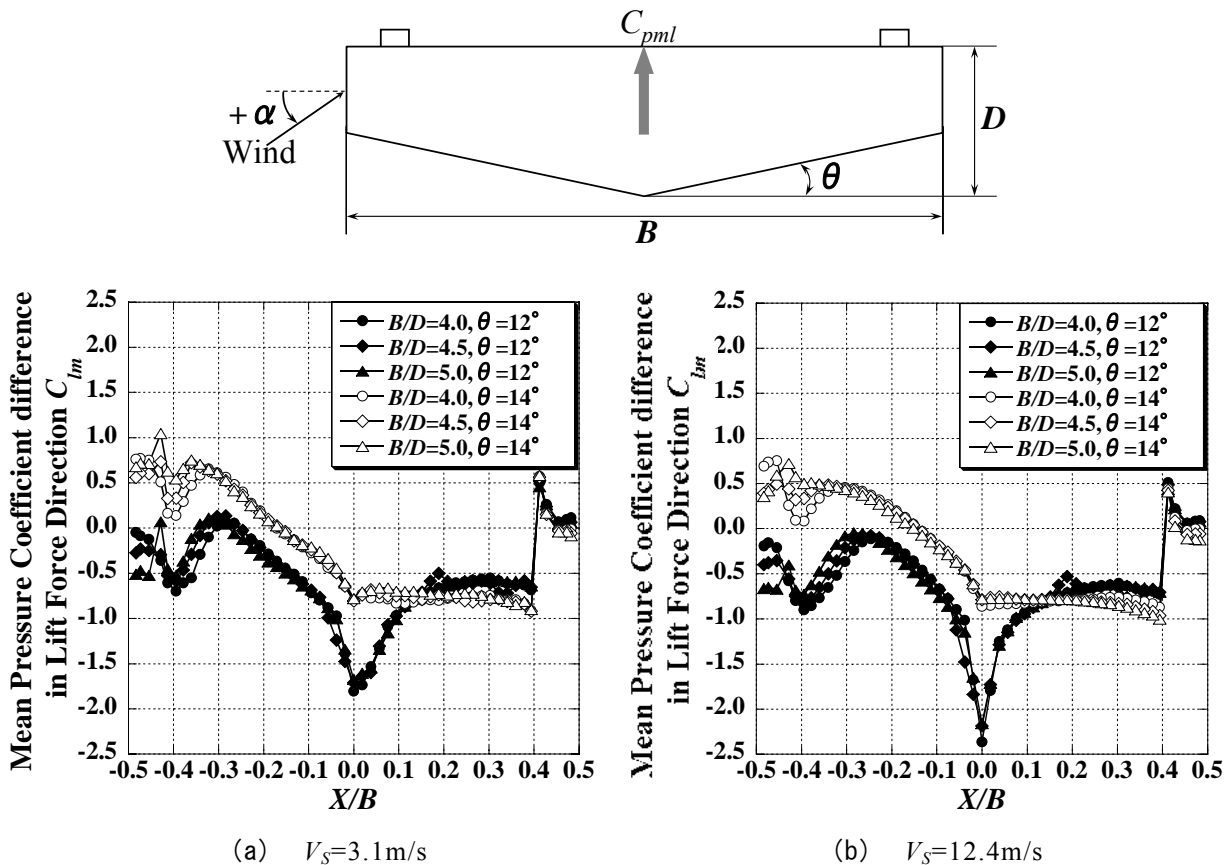 C_{pml}
+α
Wind
D
θ
B
Mean Pressure Coefficient difference
in Lift Force Direction C_{lm}
2.5
2.0
1.5
1.0
0.5
0.0
-0.5
-1.0
-1.5
-2.0
-2.5
B/D=4.0, θ=12°
B/D=4.5, θ=12°
B/D=5.0, θ=12°
B/D=4.0, θ=14°
B/D=4.5, θ=14°
B/D=5.0, θ=14°
-0.5 -0.4 -0.3 -0.2 -0.1 0.0 0.1 0.2 0.3 0.4 0.5
X/B
(a) V_S=3.1m/s
Mean Pressure Coefficient difference
in Lift Force Direction C_{lm}
2.5
2.0
1.5
1.0
0.5
0.0
-0.5
-1.0
-1.5
-2.0
-2.5
B/D=4.0, θ=12°
B/D=4.5, θ=12°
B/D=5.0, θ=12°
B/D=4.0, θ=14°
B/D=4.5, θ=14°
B/D=5.0, θ=14°
-0.5 -0.4 -0.3 -0.2 -0.1 0.0 0.1 0.2 0.3 0.4 0.5
X/B
(b) V_S=12.4m/s